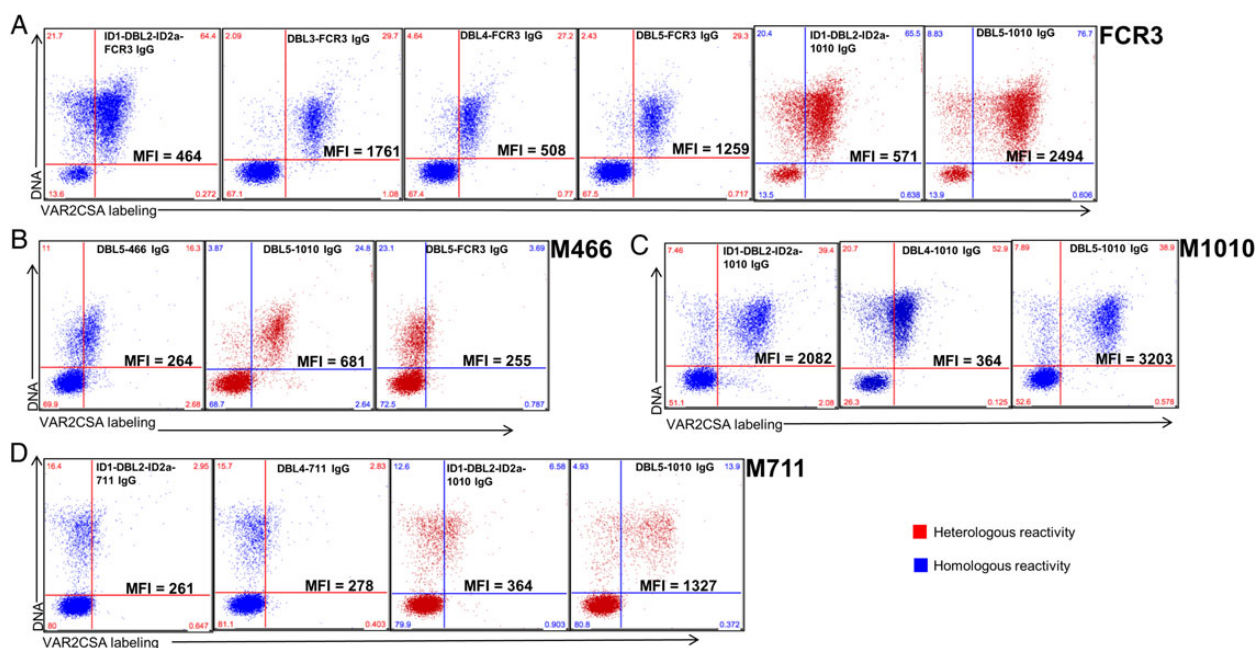 A
FCR3
DNA
21.7 ID1-DBL2-ID2a- 64.4
FCR3 IgG
MFI = 464
13.6 0.272
2.09 DBL3-FCR3 IgG 29.7
MFI = 1761
67.1 1.08
4.64 DBL4-FCR3 IgG 27.2
MFI = 508
67.4 0.77
2.43 DBL5-FCR3 IgG 29.3
MFI = 1259
67.5 0.717
20.4 ID1-DBL2-ID2a- 65.5
1010 IgG
MFI = 571
13.5 0.638
8.83 DBL5-1010 IgG 76.7
MFI = 2494
13.9 0.606
VAR2CSA labeling
B
M466
DNA
11 DBL5-466 IgG 16.3
MFI = 264
69.9 2.68
3.87 DBL5-1010 IgG 24.8
MFI = 681
68.7 2.64
23.1 DBL5-FCR3 IgG 3.69
MFI = 255
72.5 0.787
VAR2CSA labeling
C
M1010
DNA
7.46 ID1-DBL2-ID2a- 39.4
1010 IgG
MFI = 2082
51.1 2.08
20.7 DBL4-1010 IgG 52.9
MFI = 364
26.3 0.125
7.89 DBL5-1010 IgG 38.9
MFI = 3203
52.6 0.578
VAR2CSA labeling
D
M711
DNA
16.4 ID1-DBL2-ID2a- 2.95
711 IgG
MFI = 261
80 0.647
15.7 DBL4-711 IgG 2.83
MFI = 278
81.1 0.403
12.6 ID1-DBL2-ID2a- 6.58
1010 IgG
MFI = 364
79.9 0.903
4.93 DBL5-1010 IgG 13.9
MFI = 1327
80.8 0.372
VAR2CSA labeling
Heterologous reactivity
Homologous reactivity